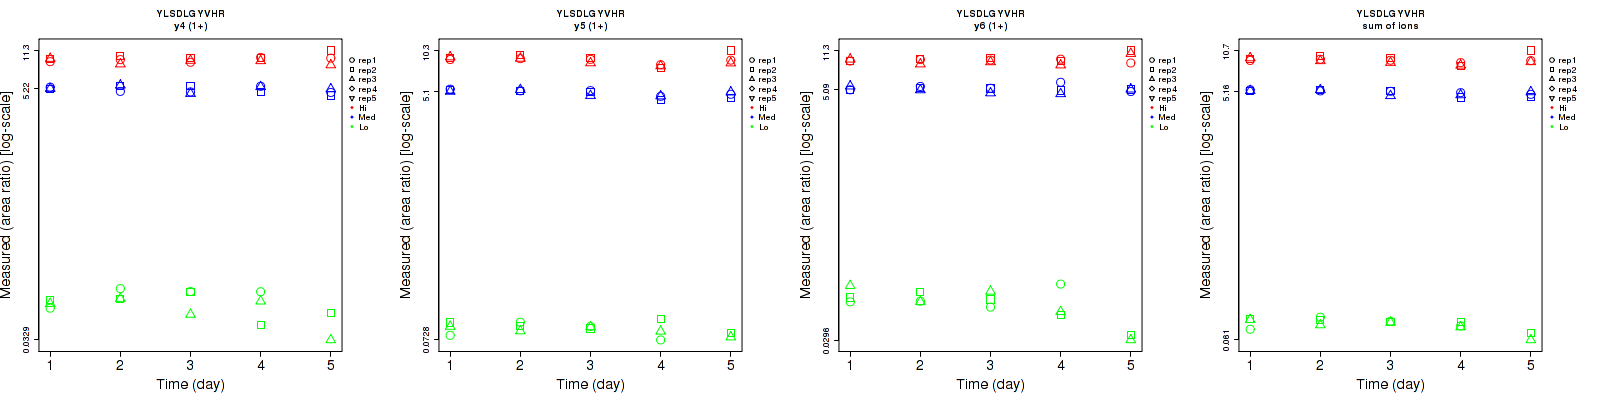 YLSDLGYVHR
y4 (1+)
Measured (area ratio) [log-scale]
11.3
5.22
0.0329
1 2 3 4 5
Time (day)
rep1
rep2
rep3
rep4
rep5
Hi
Med
Lo
YLSDLGYVHR
y5 (1+)
Measured (area ratio) [log-scale]
10.3
5.1
0.0728
1 2 3 4 5
Time (day)
rep1
rep2
rep3
rep4
rep5
Hi
Med
Lo
YLSDLGYVHR
y6 (1+)
Measured (area ratio) [log-scale]
11.3
5.09
0.0296
1 2 3 4 5
Time (day)
rep1
rep2
rep3
rep4
rep5
Hi
Med
Lo
YLSDLGYVHR
sum of ions
Measured (area ratio) [log-scale]
10.7
5.16
0.061
1 2 3 4 5
Time (day)
rep1
rep2
rep3
rep4
rep5
Hi
Med
Lo